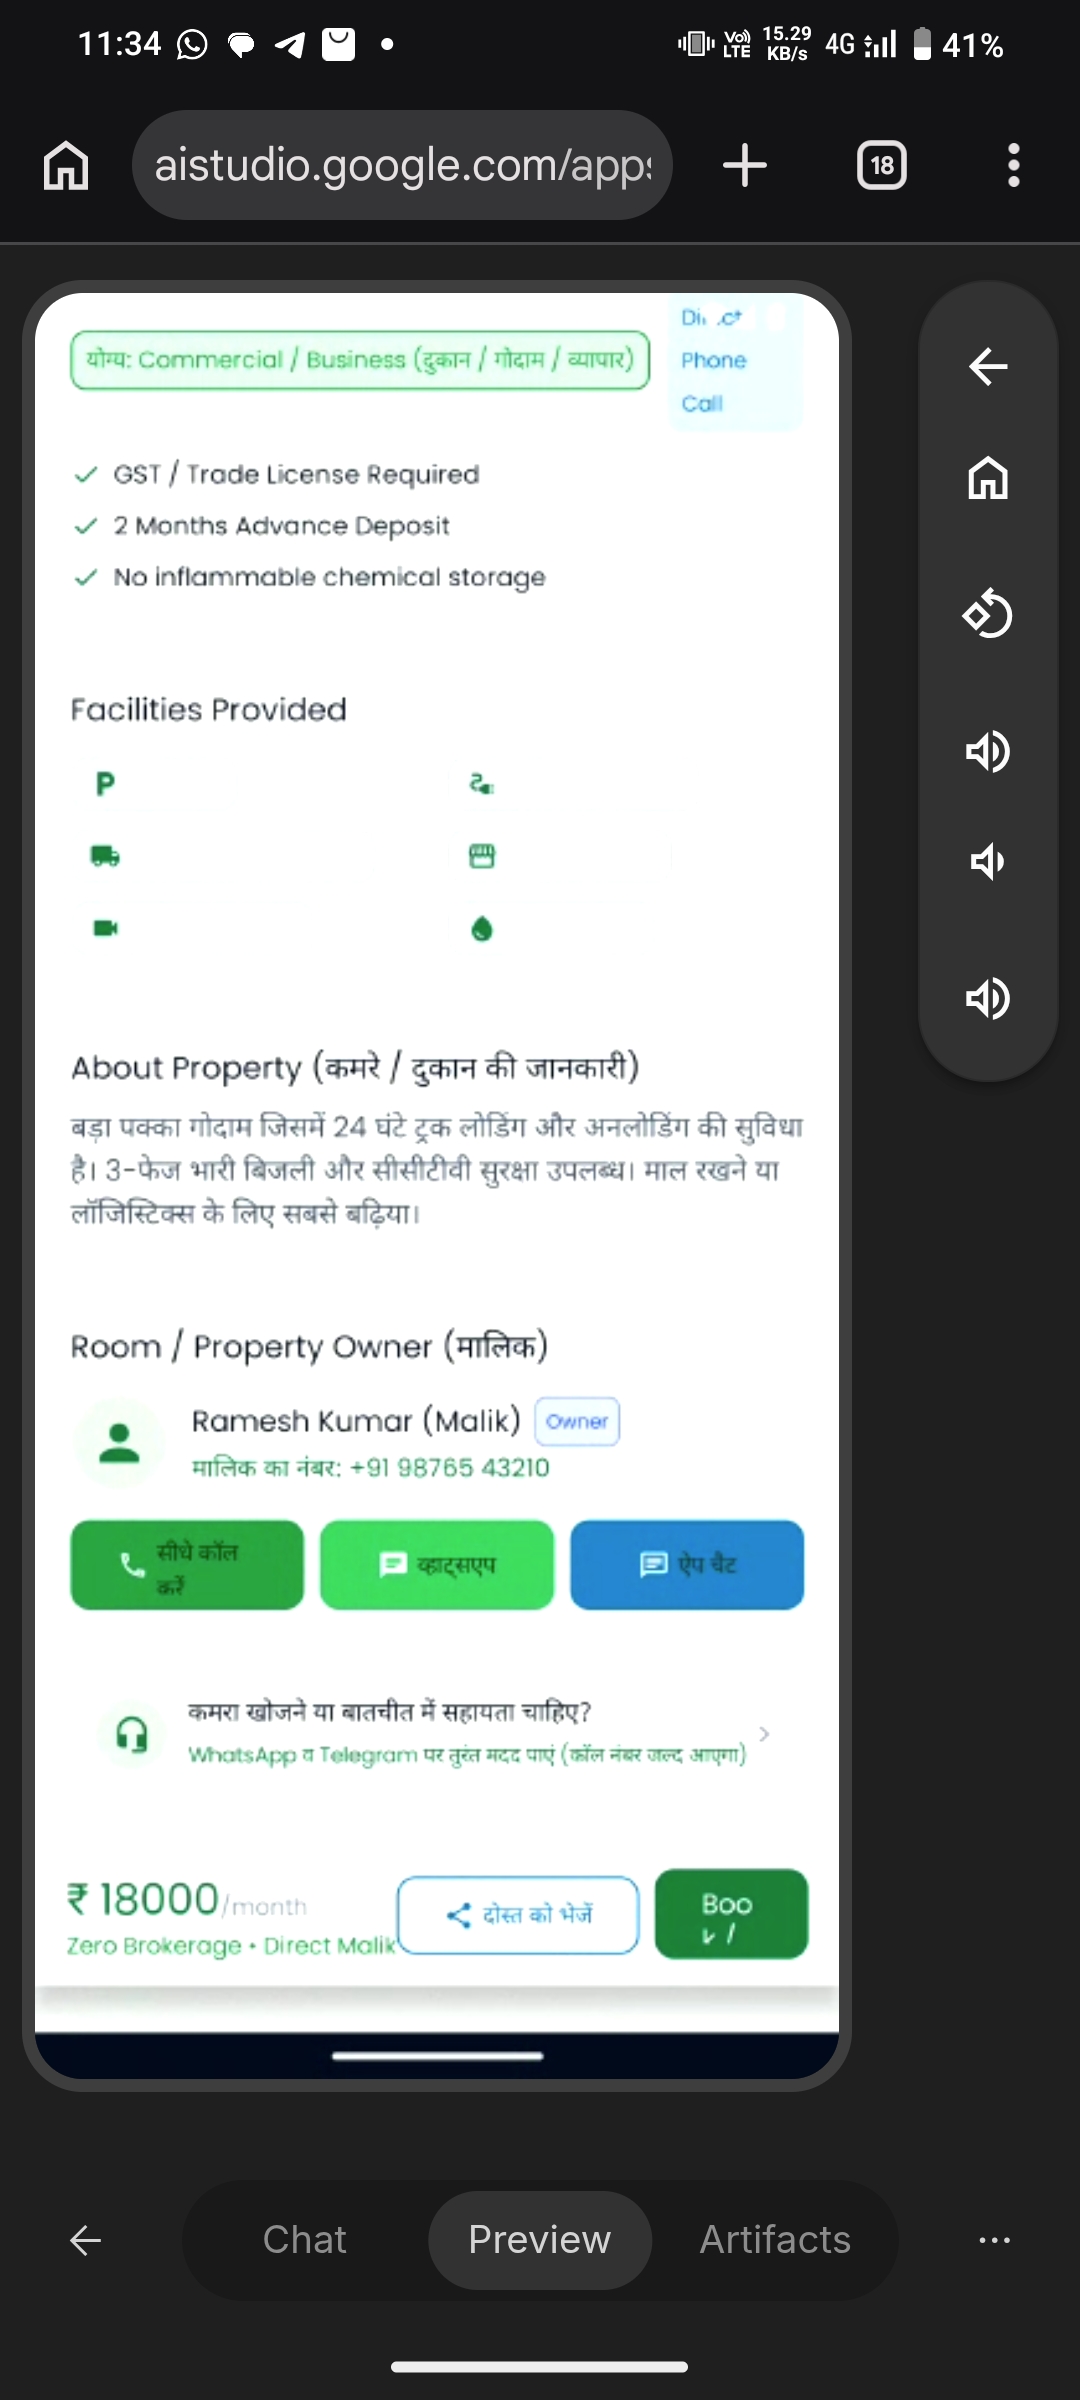 11:34
Vo) LTE
15.29 KB/s
4G
41%
aistudio.google.com/apps
18
योग्य: Commercial / Business (दुकान / गोदाम / व्यापार)
Phone
Call
GST / Trade License Required
2 Months Advance Deposit
No inflammable chemical storage
Facilities Provided
P
About Property (कमरे / दुकान की जानकारी)
बड़ा पक्का गोदाम जिसमें 24 घंटे ट्रक लोडिंग और अनलोडिंग की सुविधा
है। 3-फेज भारी बिजली और सीसीटीवी सुरक्षा उपलब्ध। माल रखने या
लॉजिस्टिक्स के लिए सबसे बढ़िया।
Room / Property Owner (मालिक)
Ramesh Kumar (Malik)
Owner
मालिक का नंबर: +91 98765 43210
सीधे कॉल
करें
व्हाट्सएप
ऐप चैट
कमरा खोजने या बातचीत में सहायता चाहिए?
WhatsApp व Telegram पर तुरंत मदद पाएं (कॉल नंबर जल्द आएगा)
₹ 18000/month
Zero Brokerage • Direct Malik
दोस्त को भेजें
Boo
Chat
Preview
Artifacts